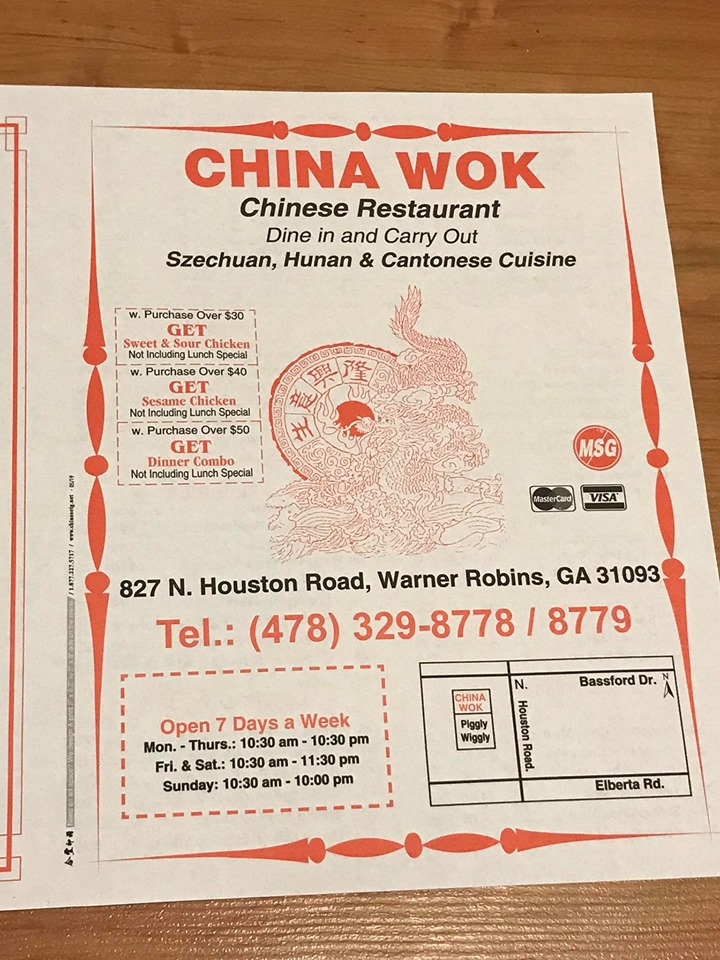 CHINA WOK
Chinese Restaurant
Dine in and Carry Out
Szechuan, Hunan & Cantonese Cuisine
w. Purchase Over $30
GET
Sweet & Sour Chicken
Not Including Lunch Special
w. Purchase Over $40
GET
Sesame Chicken
Not Including Lunch Special
w. Purchase Over $50
GET
Dinner Combo
Not Including Lunch Special
生意興隆
MSG
MasterCard
VISA
827 N. Houston Road, Warner Robins, GA 31093
Tel.: (478) 329-8778 / 8779
Open 7 Days a Week
Mon. - Thurs.: 10:30 am - 10:30 pm
Fri. & Sat.: 10:30 am - 11:30 pm
Sunday: 10:30 am - 10:00 pm
CHINA
WOK
Piggly
Wiggly
N.
Houston Road.
Bassford Dr.
N
Elberta Rd.